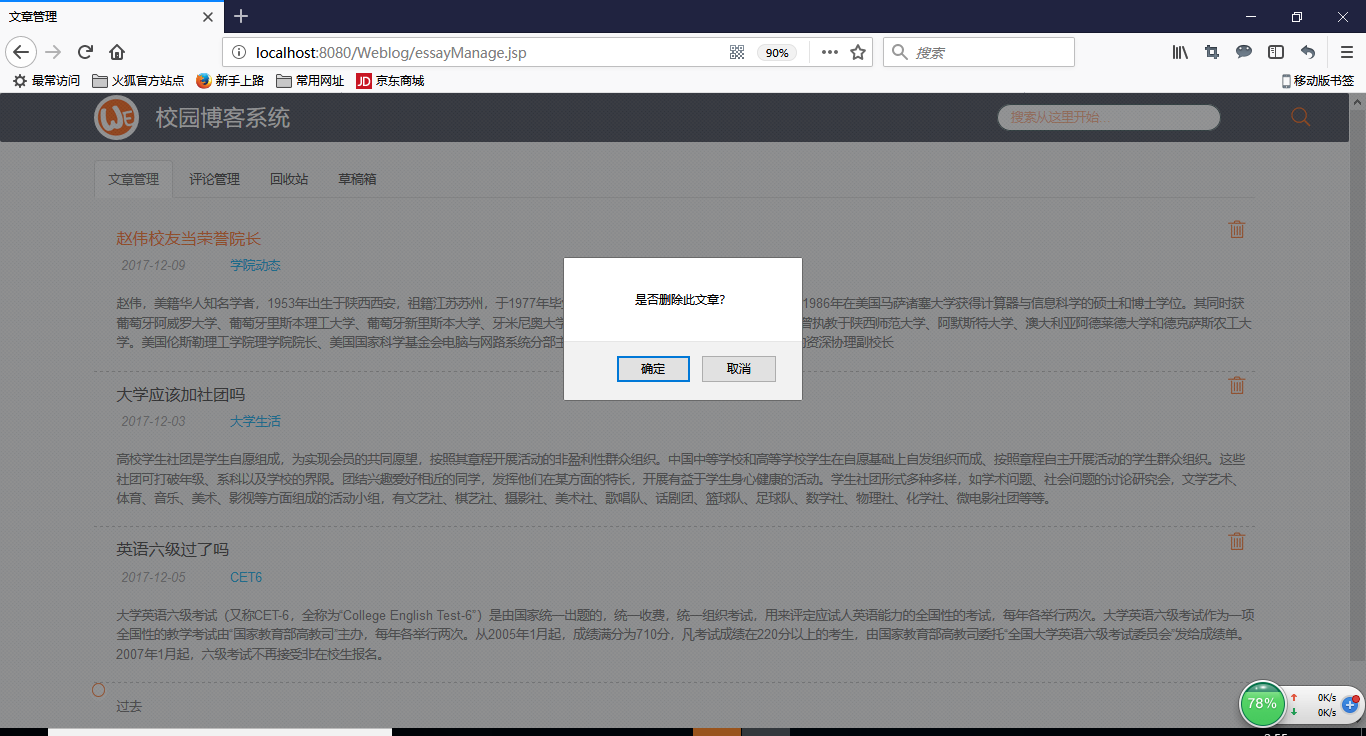 文章管理
localhost:8080/Weblog/essayManage.jsp
90%
搜索
最常访问 火狐官方站点 新手上路 常用网址 JD 京东商城 移动版书签
校园博客系统
搜索从这里开始...
文章管理 评论管理 回收站 草稿箱
赵伟校友当荣誉院长
2017-12-09 学院动态
赵伟，美籍华人知名学者，1953年出生于陕西西安，祖籍江苏苏州，于1977年毕 1986年在美国马萨诸塞大学获得计算器与信息科学的硕士和博士学位。其同时获
葡萄牙阿威罗大学、葡萄牙里斯本理工大学、葡萄牙新里斯本大学、牙米尼奥大学 曾执教于陕西师范大学、阿默斯特大学、澳大利亚阿德莱德大学和德克萨斯农工大
学。美国伦斯勒理工学院理学院院长、美国国家科学基金会电脑与网路系统分部主 的资深协理副校长
是否删除此文章?
确定 取消
大学应该加社团吗
2017-12-03 大学生活
高校学生社团是学生自愿组成，为实现会员的共同愿望，按照其章程开展活动的非盈利性群众组织。中国中等学校和高等学校学生在自愿基础上自发组织而成、按照章程自主开展活动的学生群众组织。这些
社团可打破年级、系科以及学校的界限。团结兴趣爱好相近的同学，发挥他们在某方面的特长，开展有益于学生身心健康的活动。学生社团形式多种多样，如学术问题、社会问题的讨论研究会，文学艺术、
体育、音乐、美术、影视等方面组成的活动小组，有文艺社、棋艺社、摄影社、美术社、歌唱队、话剧团、篮球队、足球队、数学社、物理社、化学社、微电影社团等等。
英语六级过了吗
2017-12-05 CET6
大学英语六级考试（又称CET-6，全称为“College English Test-6”）是由国家统一出题的，统一收费，统一组织考试，用来评定应试人英语能力的全国性的考试，每年各举行两次。大学英语六级考试作为一项
全国性的教学考试由“国家教育部高教司”主办，每年各举行两次。从2005年1月起，成绩满分为710分，凡考试成绩在220分以上的考生，由国家教育部高教司委托“全国大学英语六级考试委员会”发给成绩单。
2007年1月起，六级考试不再接受非在校生报名。
过去
78%
0K/s
0K/s